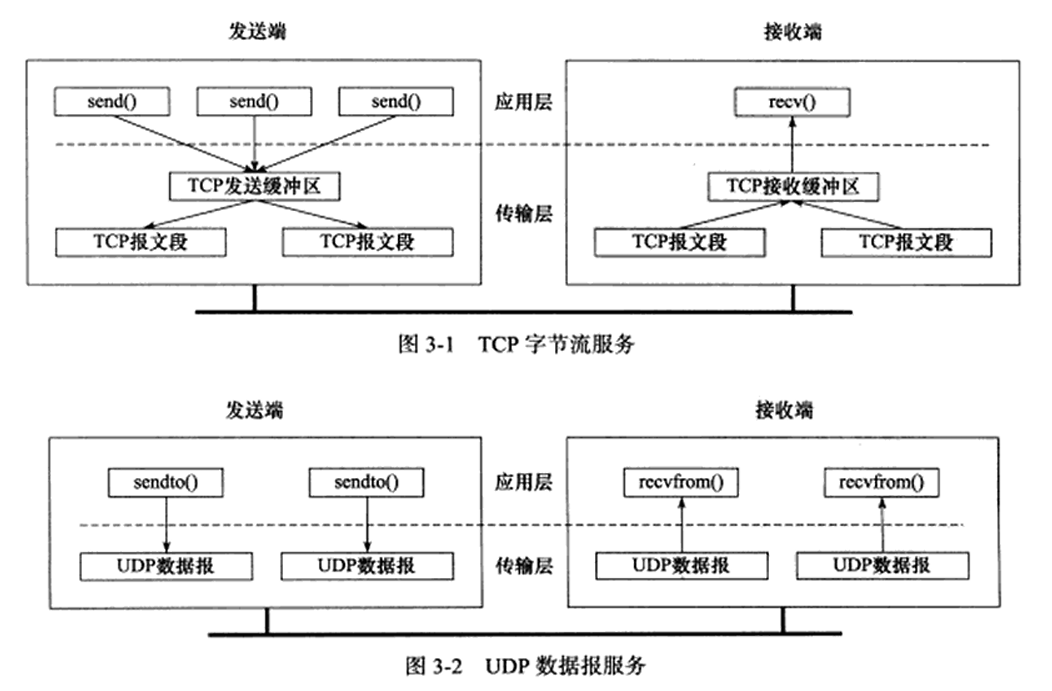 发送端 接收端
send() send() send() 应用层 recv()
TCP发送缓冲区 TCP接收缓冲区
传输层
TCP报文段 TCP报文段 TCP报文段 TCP报文段
图 3-1 TCP 字节流服务
发送端 接收端
sendto() sendto() 应用层 recvfrom() recvfrom()
UDP数据报 UDP数据报 传输层 UDP数据报 UDP数据报
图 3-2 UDP 数据报服务